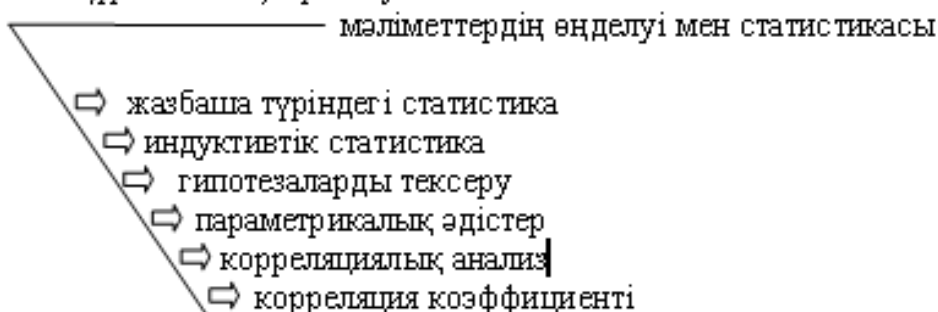 мәліметтердің өңделуі мен статистикасы
жазбаша түріндегі статистика
индуктивтік статистика
гипотезаларды тексеру
параметрикалық әдістер
корреляциялық анализ
корреляция коэффициенті